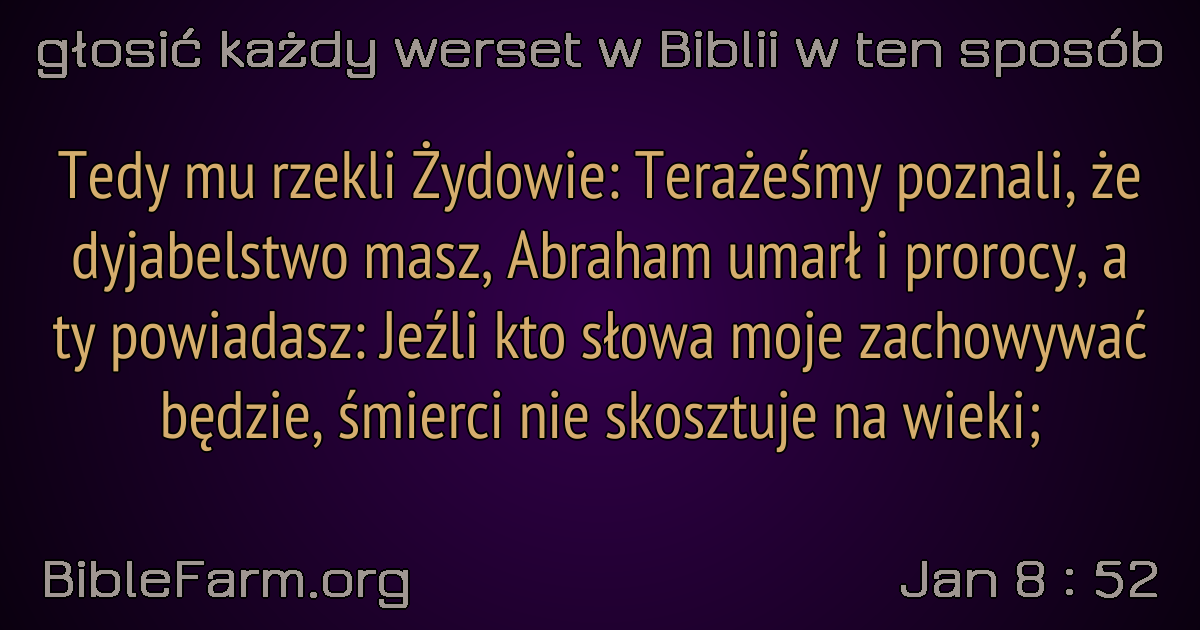 głosić każdy werset w Biblii w ten sposób
Tedy mu rzekli Żydowie: Terażeśmy poznali, że
dyjabelstwo masz, Abraham umarł i prorocy, a
ty powiadasz: Jeźli kto słowa moje zachowywać
będzie, śmierci nie skosztuje na wieki;
BibleFarm.org
Jan 8 : 52